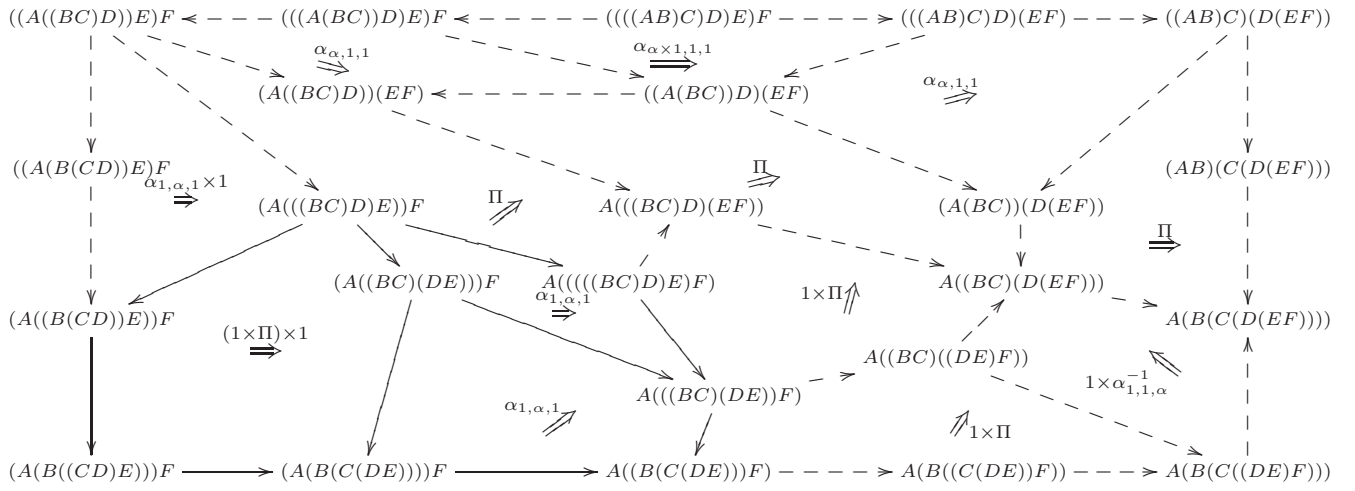 ((A((BC)D))E)F (((A(BC))D)E)F ((((AB)C)D)E)F (((AB)C)D)(EF) ((AB)C)(D(EF))
α_{α,1,1} α_{α×1,1,1}
(A((BC)D))(EF) ((A(BC))D)(EF) α_{α,1,1}
((A(B(CD))E)F (AB)(C(D(EF)))
α_{1,α,1}×1 Π Π
(A(((BC)D)E))F A(((BC)D)(EF)) (A(BC))(D(EF))
Π
(A((BC)(DE)))F A(((((BC)D)E)F) A((BC)(D(EF)))
α_{1,α,1} 1×Π
(A((B(CD))E))F A(B(C(D(EF))))
(1×Π)×1
A((BC)((DE)F))
A(((BC)(DE))F) 1×α^{-1}_{1,1,α}
α_{1,α,1} 1×Π
(A(B((CD)E)))F (A(B(C(DE))))F A((B(C(DE)))F) A(B((C(DE))F)) A(B(C((DE)F)))